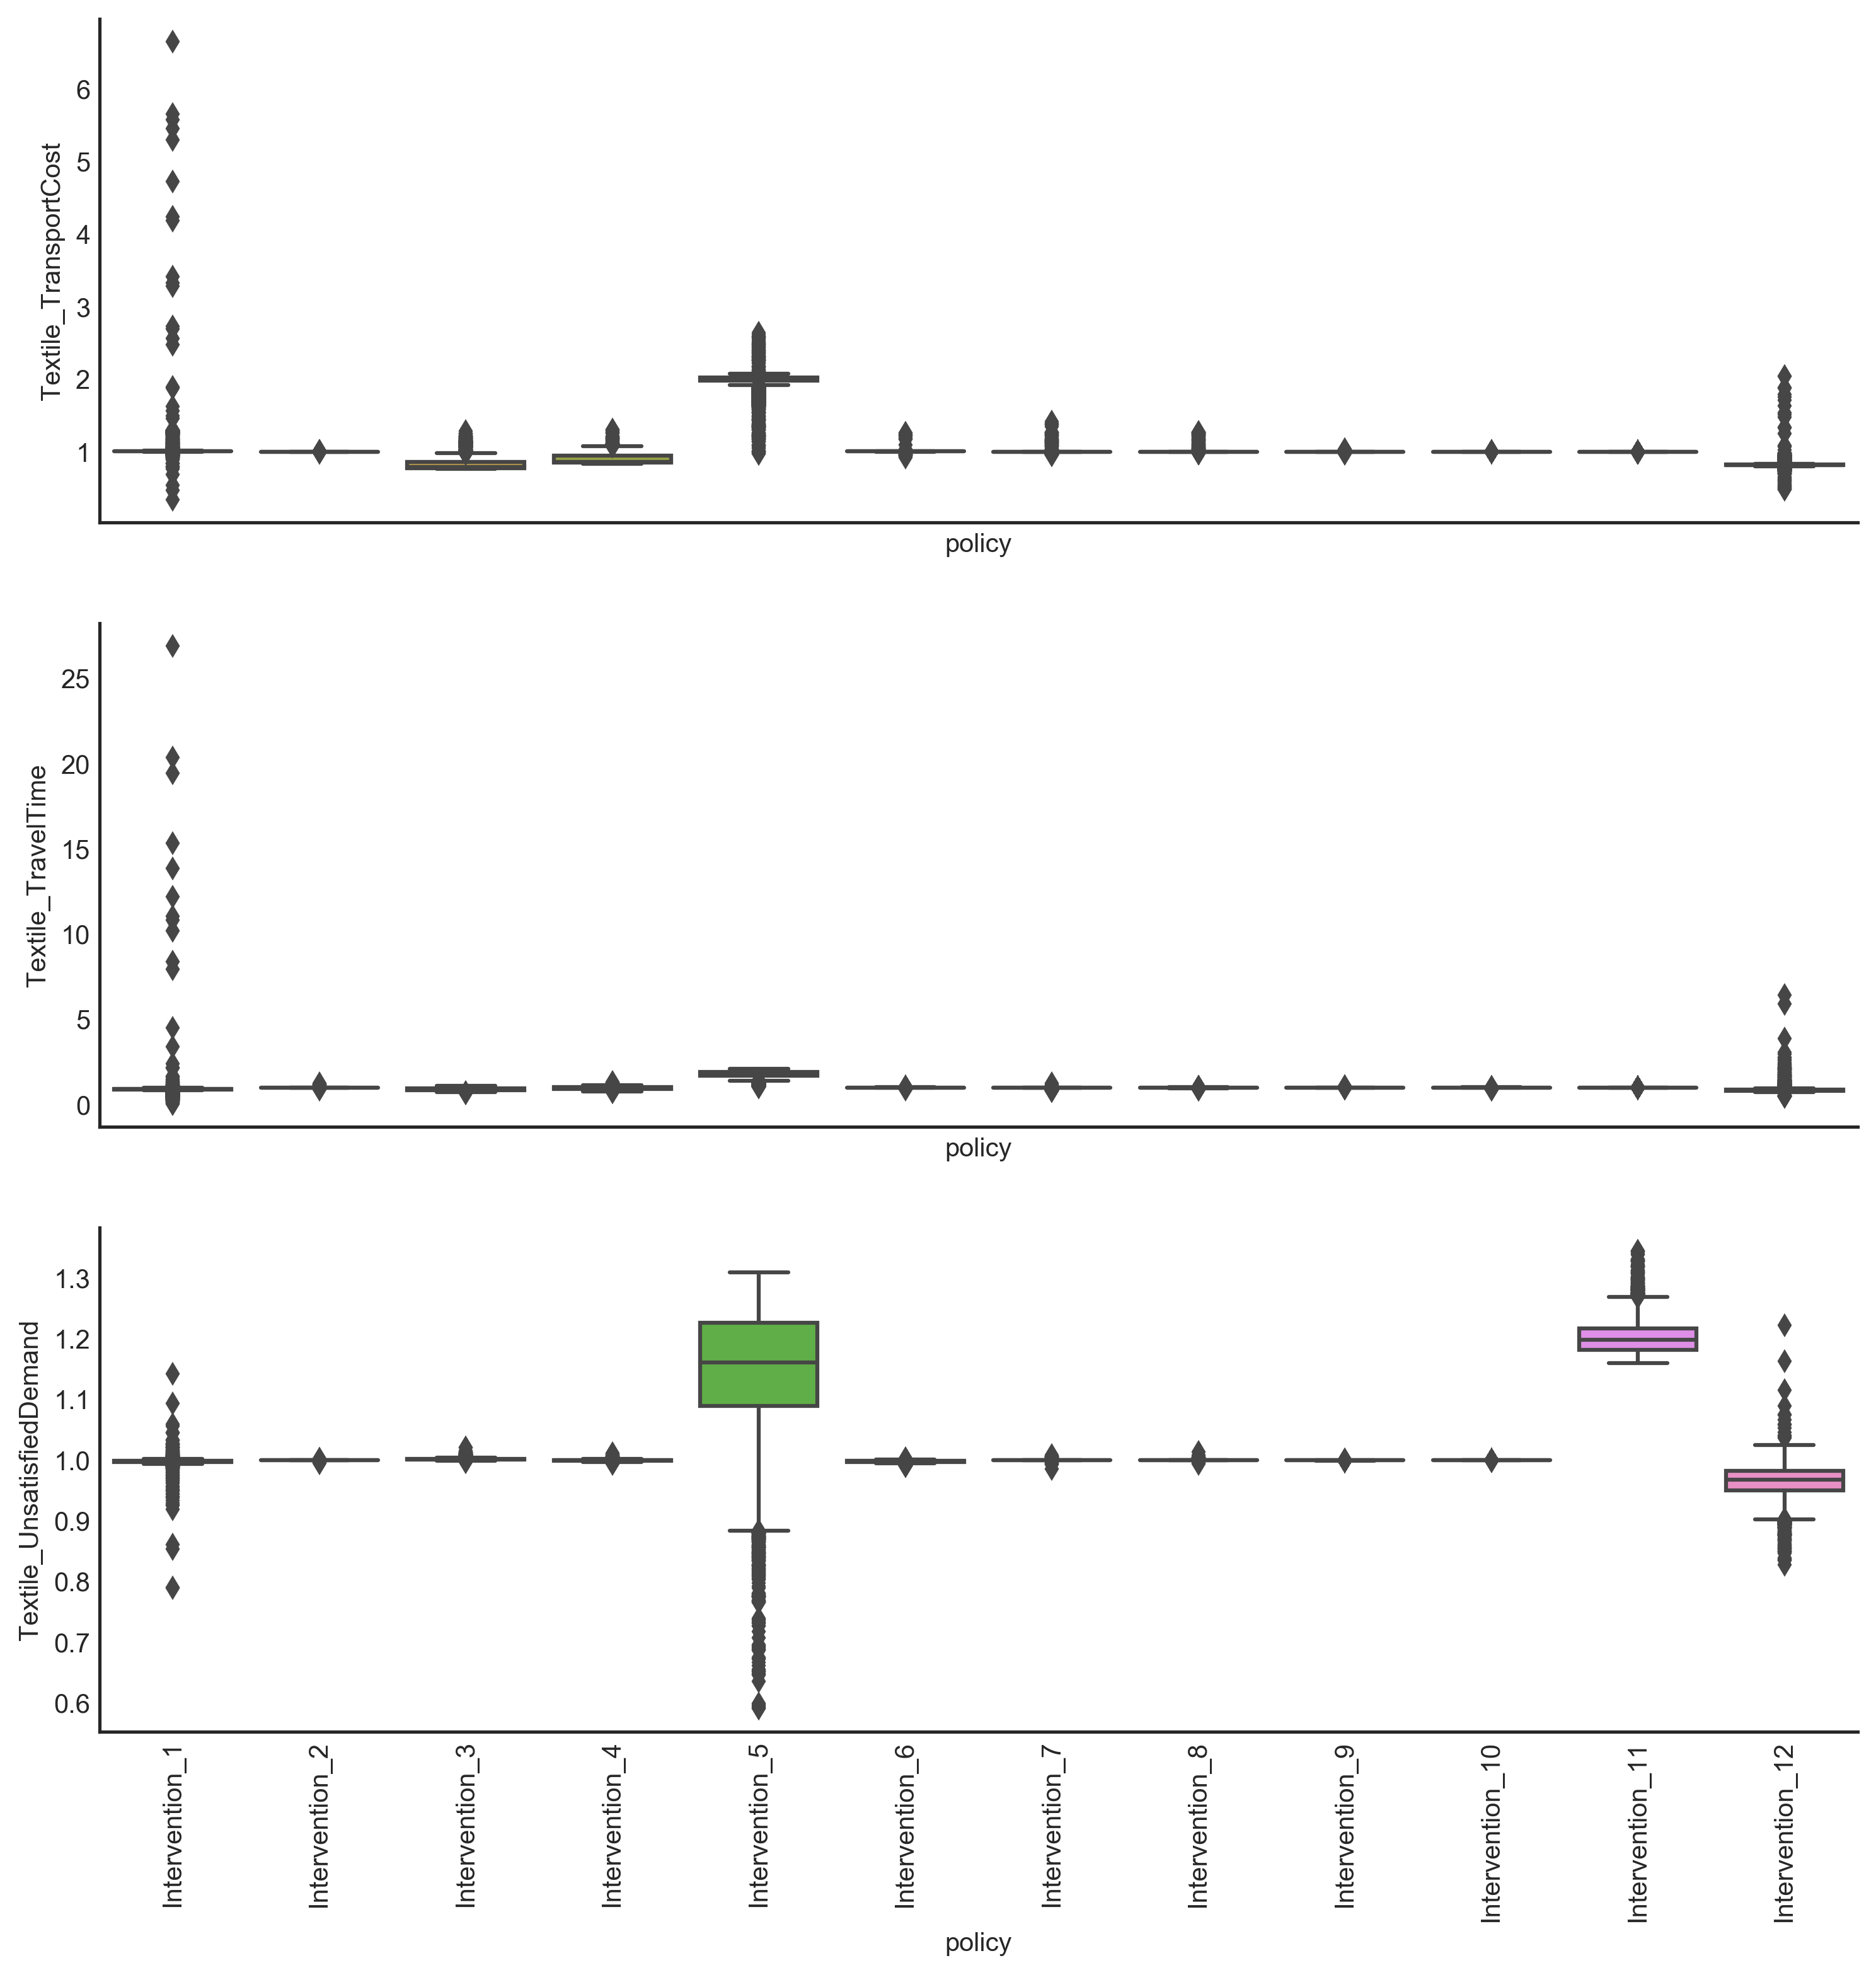 Textile_TransportCost
6
5
4
3
2
1
policy
Textile_TravelTime
25
20
15
10
5
0
policy
Textile_UnsatisfiedDemand
1.3
1.2
1.1
1.0
0.9
0.8
0.7
0.6
Intervention_1
Intervention_2
Intervention_3
Intervention_4
Intervention_5
Intervention_6
Intervention_7
Intervention_8
Intervention_9
Intervention_10
Intervention_11
Intervention_12
policy